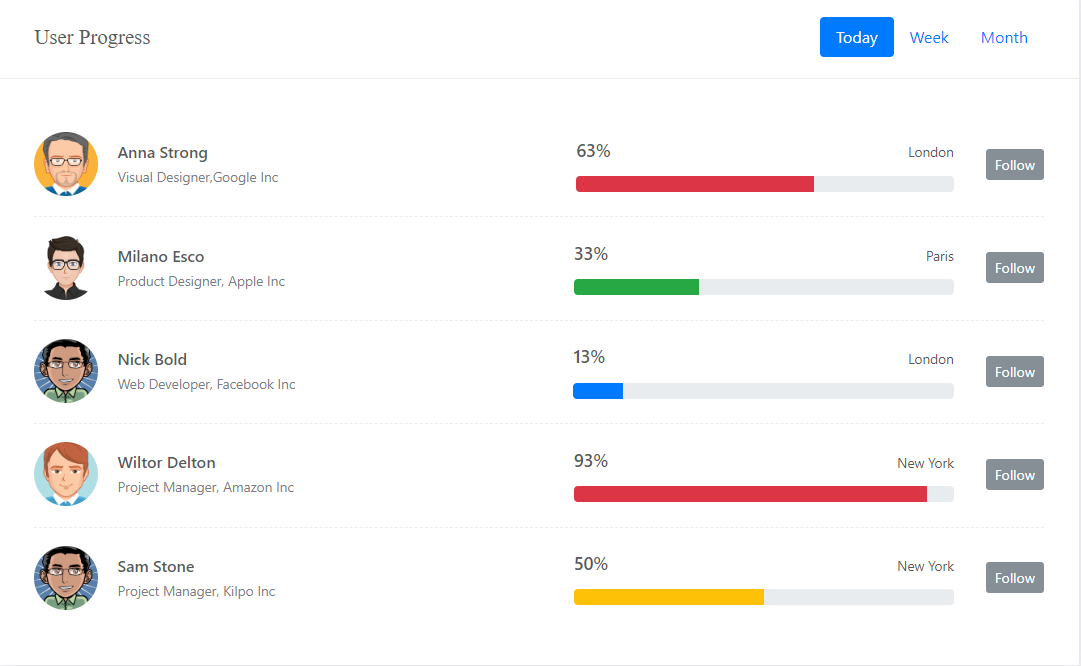 User Progress
Today
Week
Month
Anna Strong
Visual Designer,Google Inc
63%
London
Follow
Milano Esco
Product Designer, Apple Inc
33%
Paris
Follow
Nick Bold
Web Developer, Facebook Inc
13%
London
Follow
Wiltor Delton
Project Manager, Amazon Inc
93%
New York
Follow
Sam Stone
Project Manager, Kilpo Inc
50%
New York
Follow